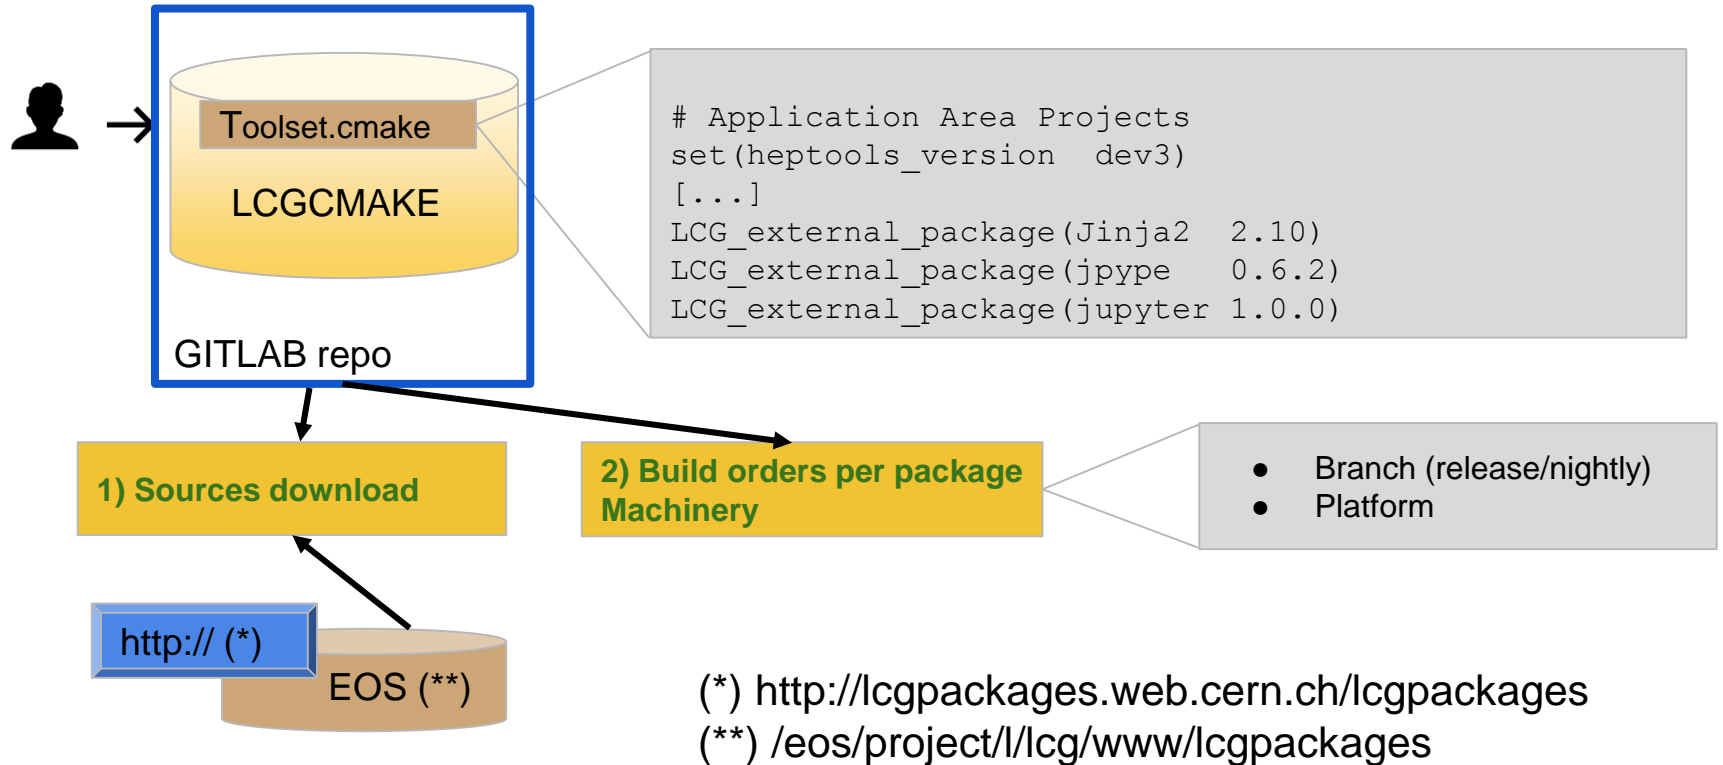 Toolset.cmake
LCGCMAKE
GITLAB repo
# Application Area Projects
set(heptools_version  dev3)
[...]
LCG_external_package(Jinja2  2.10)
LCG_external_package(jpype   0.6.2)
LCG_external_package(jupyter 1.0.0)
1) Sources download
2) Build orders per package
Machinery
● Branch (release/nightly)
● Platform
http:// (*)
EOS (**)
(*) http://lcgpackages.web.cern.ch/lcgpackages
(**) /eos/project/l/lcg/www/lcgpackages